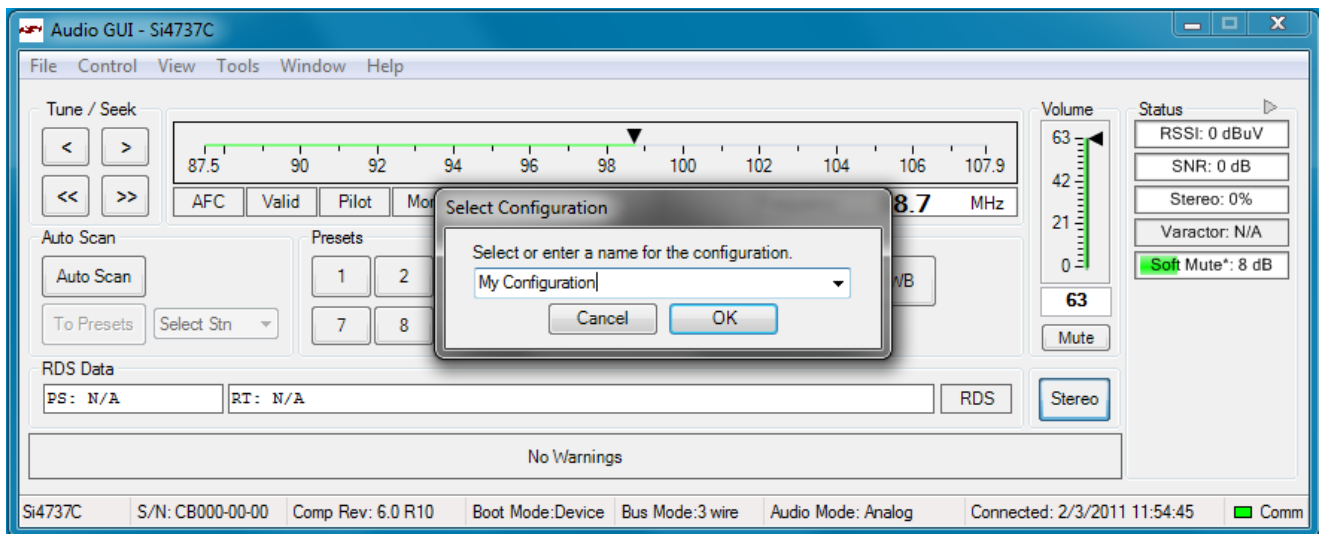 Audio GUI - Si4737C
File Control View Tools Window Help
Tune / Seek
< >
<< >>
87.5 90 92 94 96 98 100 102 104 106 107.9
AFC Valid Pilot 8.7 MHz
Volume
63
42
21
0
63
Mute
Status
RSSI: 0 dBuV
SNR: 0 dB
Stereo: 0%
Varactor: N/A
Soft Mute*: 8 dB
Select Configuration
Select or enter a name for the configuration.
My Configuration
Cancel OK
Auto Scan
Auto Scan
To Presets Select Stn
Presets
1 2
7 8
WB
RDS Data
PS: N/A RT: N/A RDS
Stereo
No Warnings
Si4737C S/N: CB000-00-00 Comp Rev: 6.0 R10 Boot Mode:Device Bus Mode:3 wire Audio Mode: Analog Connected: 2/3/2011 11:54:45 Comm